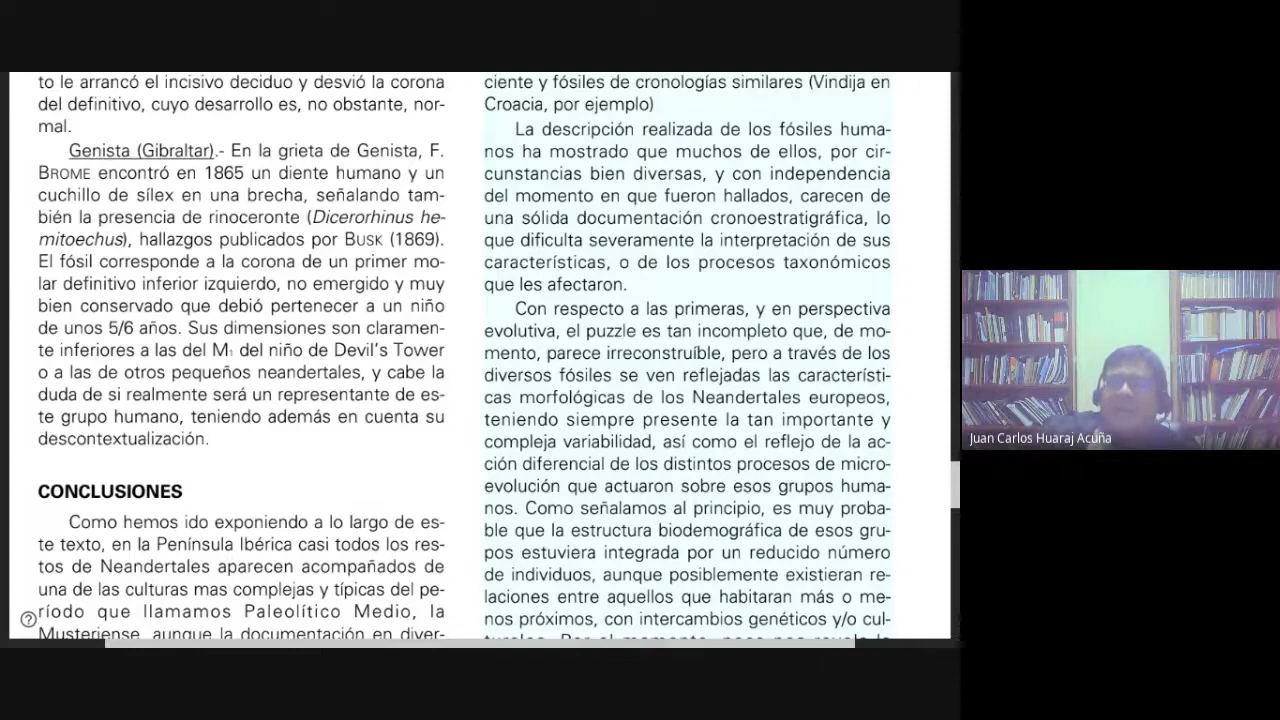 to le arrancó el incisivo deciduo y desvió la corona
del definitivo, cuyo desarrollo es, no obstante, nor-
mal.
Genista (Gibraltar).- En la grieta de Genista, F.
BROME encontró en 1865 un diente humano y un
cuchillo de sílex en una brecha, señalando tam-
bién la presencia de rinoceronte (Dicerorhinus he-
mitoechus), hallazgos publicados por BUSK (1869).
El fósil corresponde a la corona de un primer mo-
lar definitivo inferior izquierdo, no emergido y muy
bien conservado que debió pertenecer a un niño
de unos 5/6 años. Sus dimensiones son claramen-
te inferiores a las del M₁ del niño de Devil's Tower
o a las de otros pequeños neandertales, y cabe la
duda de si realmente será un representante de es-
te grupo humano, teniendo además en cuenta su
descontextualización.
CONCLUSIONES
Como hemos ido exponiendo a lo largo de es-
te texto, en la Península Ibérica casi todos los res-
tos de Neandertales aparecen acompañados de
una de las culturas mas complejas y típicas del pe-
ríodo que llamamos Paleolítico Medio, la
Musteriense, aunque la documentación en diver-
ciente y fósiles de cronologías similares (Vindija en
Croacia, por ejemplo)
La descripción realizada de los fósiles huma-
nos ha mostrado que muchos de ellos, por cir-
cunstancias bien diversas, y con independencia
del momento en que fueron hallados, carecen de
una sólida documentación cronoestratigráfica, lo
que dificulta severamente la interpretación de sus
características, o de los procesos taxonómicos
que les afectaron.
Con respecto a las primeras, y en perspectiva
evolutiva, el puzzle es tan incompleto que, de mo-
mento, parece irreconstruíble, pero a través de los
diversos fósiles se ven reflejadas las característi-
cas morfológicas de los Neandertales europeos,
teniendo siempre presente la tan importante y
compleja variabilidad, así como el reflejo de la ac-
ción diferencial de los distintos procesos de micro-
evolución que actuaron sobre esos grupos huma-
nos. Como señalamos al principio, es muy proba-
ble que la estructura biodemográfica de esos gru-
pos estuviera integrada por un reducido número
de individuos, aunque posiblemente existieran re-
laciones entre aquellos que habitaran más o me-
nos próximos, con intercambios genéticos y/o cul-
Juan Carlos Huaraj Acuña